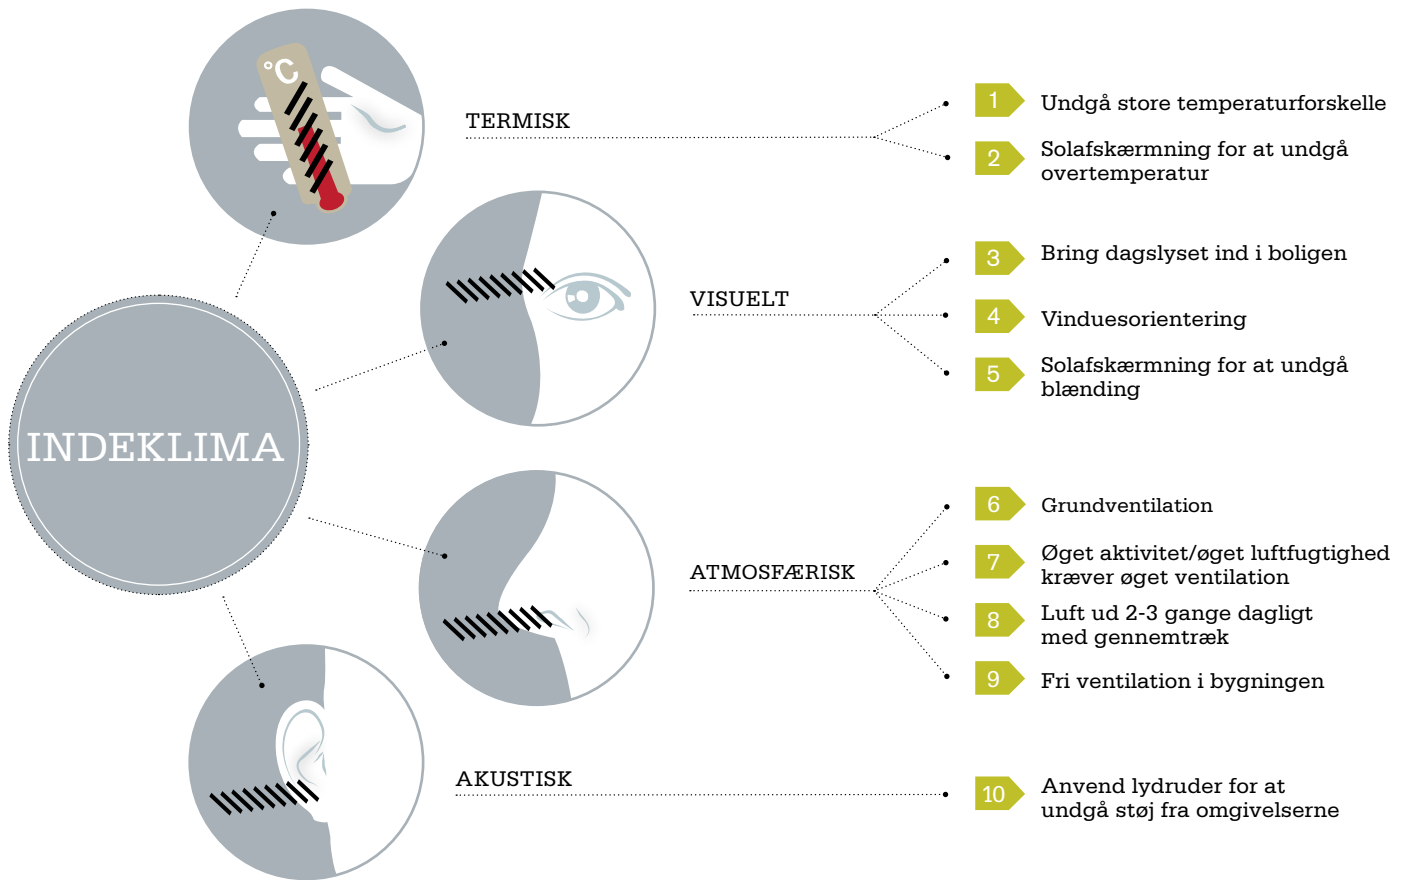 INDEKLIMA
°C
TERMISK
1
Undgå store temperaturforskelle
2
Solafskærmning for at undgå
overtemperatur
VISUELT
3
Bring dagslyset ind i boligen
4
Vinduesorientering
5
Solafskærmning for at undgå
blænding
ATMOSFÆRISK
6
Grundventilation
7
Øget aktivitet/øget luftfugtighed
kræver øget ventilation
8
Luft ud 2-3 gange dagligt
med gennemtræk
9
Fri ventilation i bygningen
AKUSTISK
10
Anvend lydruder for at
undgå støj fra omgivelserne